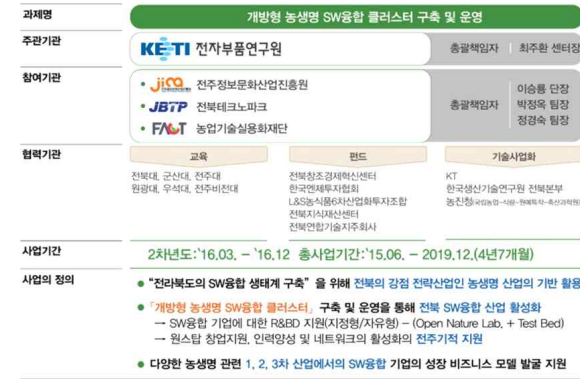 과제명 개방형 농생명 SW융합 클러스터 구축 및 운영
주관기관 KETI 전자부품연구원 총괄책임자 최주환 센터장
참여기관
• jica 전주정보문화산업진흥원
• JBTP 전북테크노파크
• FACT 농업기술실용화재단
총괄책임자
이승룡 단장
박정옥 팀장
정경숙 팀장
협력기관
교육
전북대, 군산대, 전주대
원광대, 우석대, 전주비전대
펀드
전북창조경제혁신센터
한국엔젤투자협회
L&S농식품6차산업화투자조합
전북지식재산센터
전북연합기술지주회사
기술사업화
KT
한국생산기술연구원 전북본부
농진청
사업기간 2차년도:`16.03. – `16.12 총사업기간:`15.06. – 2019.12.(4년7개월)
사업의 정의
• “전라북도의 SW융합 생태계 구축” 을 위해 전북의 강점 전략산업인 농생명 산업의 기반 활용
• 「개방형 농생명 SW융합 클러스터」 구축 및 운영을 통해 전북 SW융합 산업 활성화
→ SW융합 기업에 대한 R&BD 지원(지정형/자유형) – (Open Nature Lab. + Test Bed)
→ 원스탑 창업지원, 인력양성 및 네트워크의 활성화의 전주기적 지원
• 다양한 농생명 관련 1, 2, 3차 산업에서의 SW융합 기업의 성장 비즈니스 모델 발굴 지원